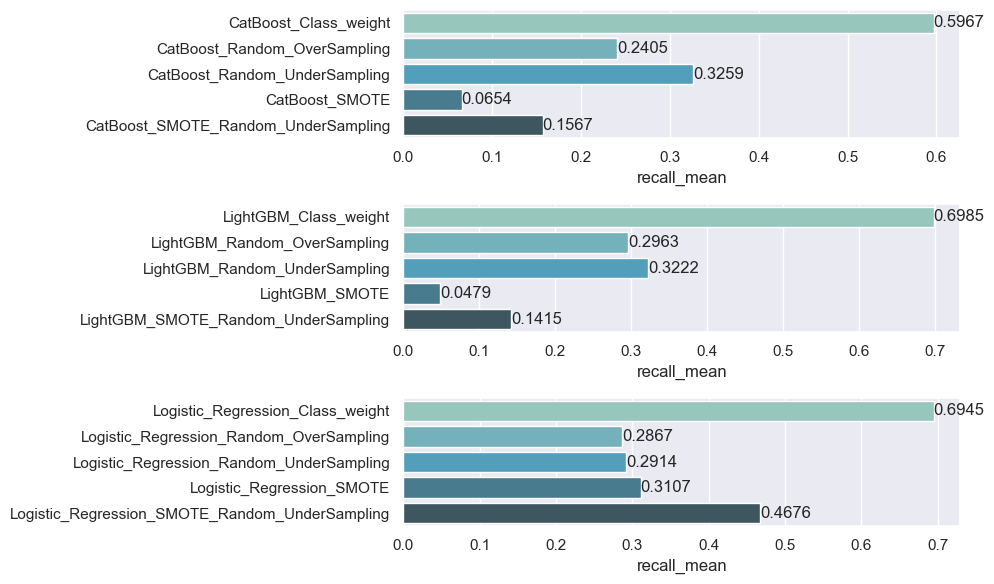 CatBoost_Class_weight 0.5967
CatBoost_Random_OverSampling 0.2405
CatBoost_Random_UnderSampling 0.3259
CatBoost_SMOTE 0.0654
CatBoost_SMOTE_Random_UnderSampling 0.1567
0.0 0.1 0.2 0.3 0.4 0.5 0.6
recall_mean
LightGBM_Class_weight 0.6985
LightGBM_Random_OverSampling 0.2963
LightGBM_Random_UnderSampling 0.3222
LightGBM_SMOTE 0.0479
LightGBM_SMOTE_Random_UnderSampling 0.1415
0.0 0.1 0.2 0.3 0.4 0.5 0.6 0.7
recall_mean
Logistic_Regression_Class_weight 0.6945
Logistic_Regression_Random_OverSampling 0.2867
Logistic_Regression_Random_UnderSampling 0.2914
Logistic_Regression_SMOTE 0.3107
Logistic_Regression_SMOTE_Random_UnderSampling 0.4676
0.0 0.1 0.2 0.3 0.4 0.5 0.6 0.7
recall_mean